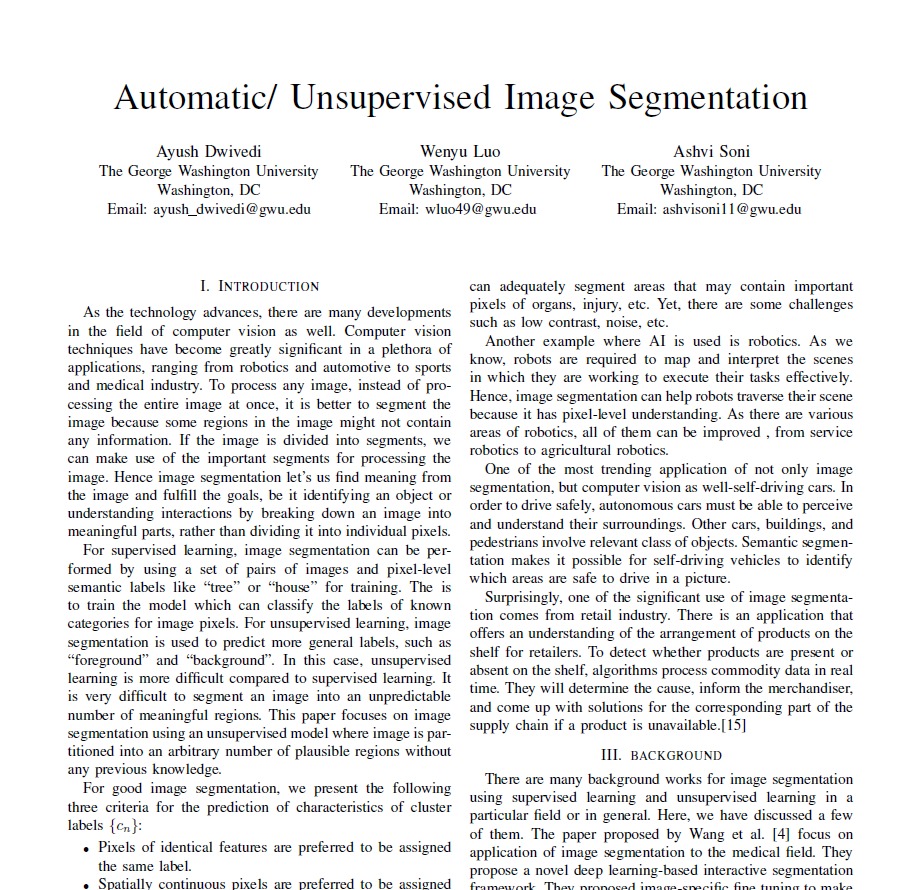 Automatic/ Unsupervised Image Segmentation
Ayush Dwivedi
The George Washington University
Washington, DC
Email: ayush_dwivedi@gwu.edu
Wenyu Luo
The George Washington University
Washington, DC
Email: wluo49@gwu.edu
Ashvi Soni
The George Washington University
Washington, DC
Email: ashvisoni11@gwu.edu
I. INTRODUCTION
As the technology advances, there are many developments
in the field of computer vision as well. Computer vision
techniques have become greatly significant in a plethora of
applications, ranging from robotics and automotive to sports
and medical industry. To process any image, instead of pro-
cessing the entire image at once, it is better to segment the
image because some regions in the image might not contain
any information. If the image is divided into segments, we
can make use of the important segments for processing the
image. Hence image segmentation let's us find meaning from
the image and fulfill the goals, be it identifying an object or
understanding interactions by breaking down an image into
meaningful parts, rather than dividing it into individual pixels.
For supervised learning, image segmentation can be per-
formed by using a set of pairs of images and pixel-level
semantic labels like “tree” or “house” for training. The is
to train the model which can classify the labels of known
categories for image pixels. For unsupervised learning, image
segmentation is used to predict more general labels, such as
“foreground” and “background”. In this case, unsupervised
learning is more difficult compared to supervised learning. It
is very difficult to segment an image into an unpredictable
number of meaningful regions. This paper focuses on image
segmentation using an unsupervised model where image is par-
titioned into an arbitrary number of plausible regions without
any previous knowledge.
For good image segmentation, we present the following
three criteria for the prediction of characteristics of cluster
labels {cn}:
• Pixels of identical features are preferred to be assigned
the same label.
• Spatially continuous pixels are preferred to be assigned
can adequately segment areas that may contain important
pixels of organs, injury, etc. Yet, there are some challenges
such as low contrast, noise, etc.
Another example where AI is used is robotics. As we
know, robots are required to map and interpret the scenes
in which they are working to execute their tasks effectively.
Hence, image segmentation can help robots traverse their scene
because it has pixel-level understanding. As there are various
areas of robotics, all of them can be improved , from service
robotics to agricultural robotics.
One of the most trending application of not only image
segmentation, but computer vision as well-self-driving cars. In
order to drive safely, autonomous cars must be able to perceive
and understand their surroundings. Other cars, buildings, and
pedestrians involve relevant class of objects. Semantic segmen-
tation makes it possible for self-driving vehicles to identify
which areas are safe to drive in a picture.
Surprisingly, one of the significant use of image segmenta-
tion comes from retail industry. There is an application that
offers an understanding of the arrangement of products on the
shelf for retailers. To detect whether products are present or
absent on the shelf, algorithms process commodity data in real
time. They will determine the cause, inform the merchandiser,
and come up with solutions for the corresponding part of the
supply chain if a product is unavailable.[15]
III. BACKGROUND
There are many background works for image segmentation
using supervised learning and unsupervised learning in a
particular field or in general. Here, we have discussed a few
of them. The paper proposed by Wang et al. [4] focus on
application of image segmentation to the medical field. They
propose a novel deep learning-based interactive segmentation
framework. They proposed image-specific fine tuning to make